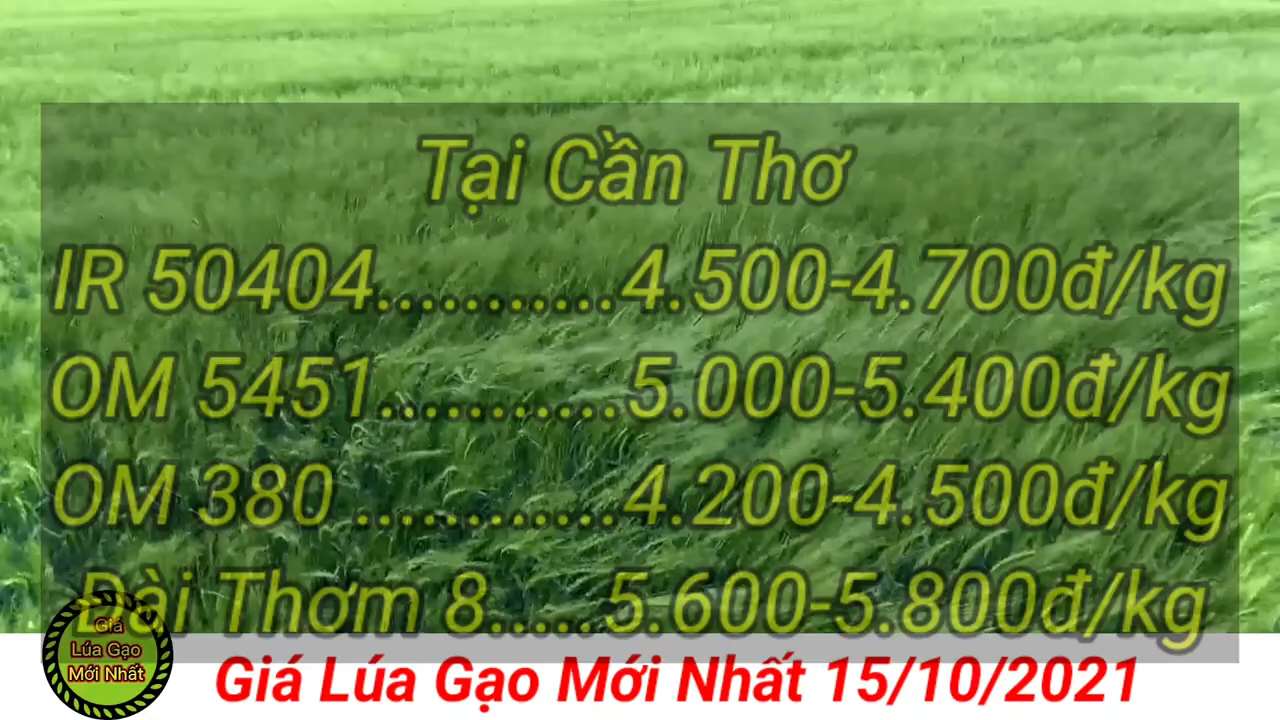 Tại Cần Thơ
IR 50404...........4.500-4.700đ/kg
OM 5451...........5.000-5.400đ/kg
OM 380 ............4.200-4.500đ/kg
Đài Thơm 8.....5.600-5.800đ/kg
Giá
Lúa Gạo
Mới Nhất
Giá Lúa Gạo Mới Nhất 15/10/2021